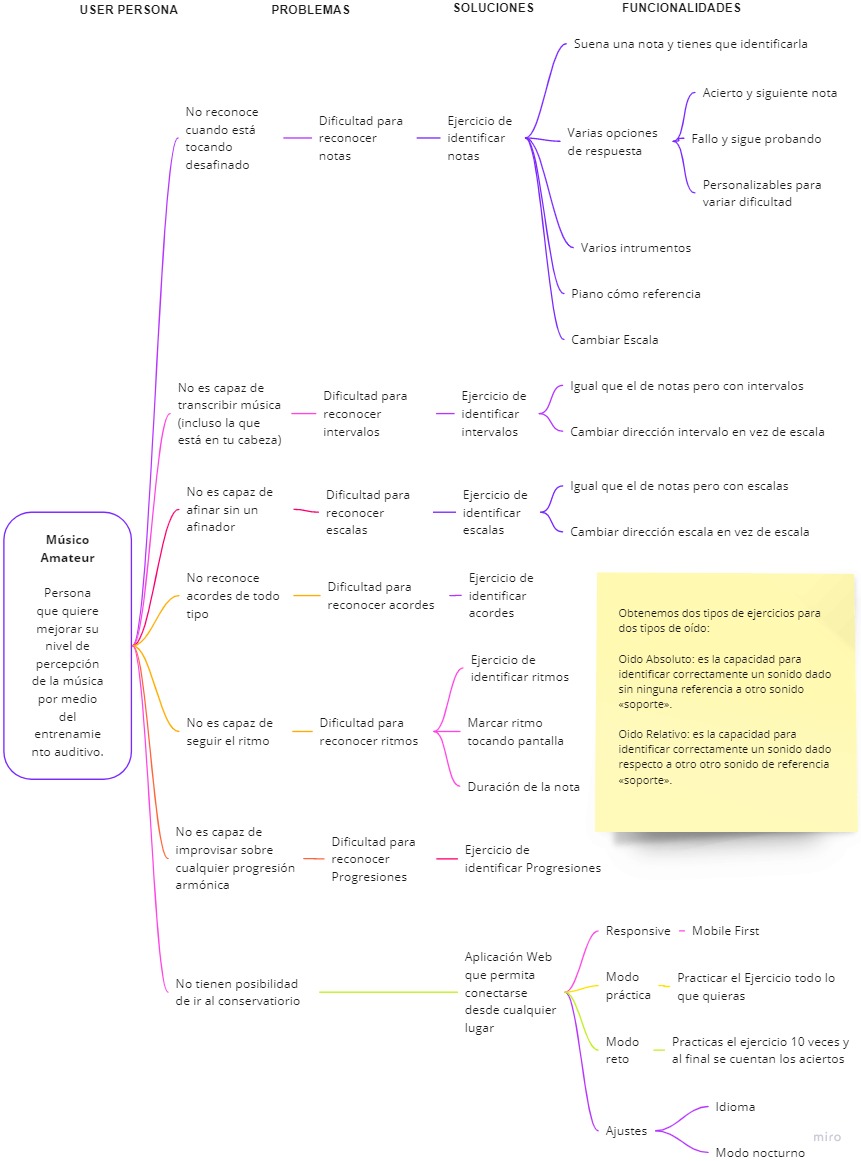 USER PERSONA
PROBLEMAS
SOLUCIONES
FUNCIONALIDADES
Músico
Amateur
Persona
que quiere
mejorar su
nivel de
percepción
de la música
por medio
del
entrenamie
nto auditivo.
No reconoce
cuando está
tocando
desafinado
Dificultad para
reconocer
notas
Ejercicio de
identificar
notas
Suena una nota y tienes que identificarla
Varias opciones
de respuesta
Acierto y siguiente nota
Fallo y sigue probando
Personalizables para
variar dificultad
Varios intrumentos
Piano cómo referencia
Cambiar Escala
No es capaz de
transcribir música
(incluso la que
está en tu cabeza)
Dificultad para
reconocer
intervalos
Ejercicio de
identificar
intervalos
Igual que el de notas pero con intervalos
Cambiar dirección intervalo en vez de escala
No es capaz de
afinar sin un
afinador
Dificultad para
reconocer
escalas
Ejercicio de
identificar
escalas
Igual que el de notas pero con escalas
Cambiar dirección escala en vez de escala
No reconoce
acordes de todo
tipo
Dificultad para
reconocer acordes
Ejercicio de
identificar
acordes
No es capaz de
seguir el ritmo
Dificultad para
reconocer ritmos
Ejercicio de
identificar ritmos
Marcar ritmo
tocando pantalla
Duración de la nota
Obtenemos dos tipos de ejercicios para
dos tipos de oído:
Oido Absoluto: es la capacidad para
identificar correctamente un sonido dado
sin ninguna referencia a otro sonido
«soporte».
Oido Relativo: es la capacidad para
identificar correctamente un sonido dado
respecto a otro otro sonido de referencia
«soporte».
No es capaz de
improvisar sobre
cualquier progresión
armónica
Dificultad para
reconocer
Progresiones
Ejercicio de
identificar Progresiones
No tienen posibilidad
de ir al conservatiorio
Aplicación Web
que permita
conectarse
desde cualquier
lugar
Responsive
Mobile First
Modo
práctica
Practicar el Ejercicio todo lo
que quieras
Modo
reto
Practicas el ejercicio 10 veces y
al final se cuentan los aciertos
Ajustes
Idioma
Modo nocturno
miro